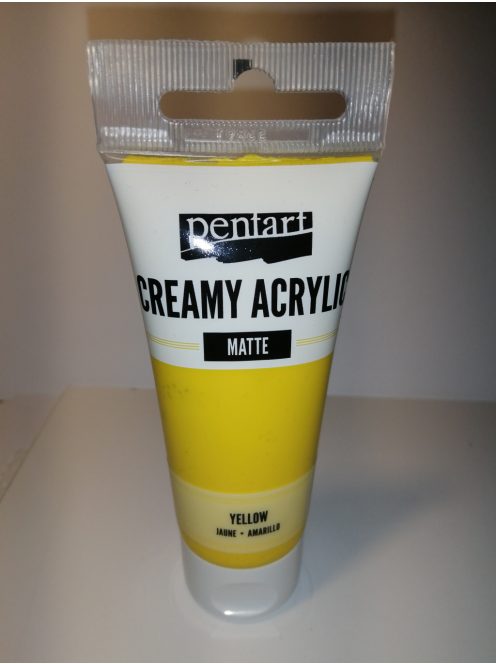 pentart
CREAMY ACRYLIC
MATTE
YELLOW
JAUNE • AMARILLO